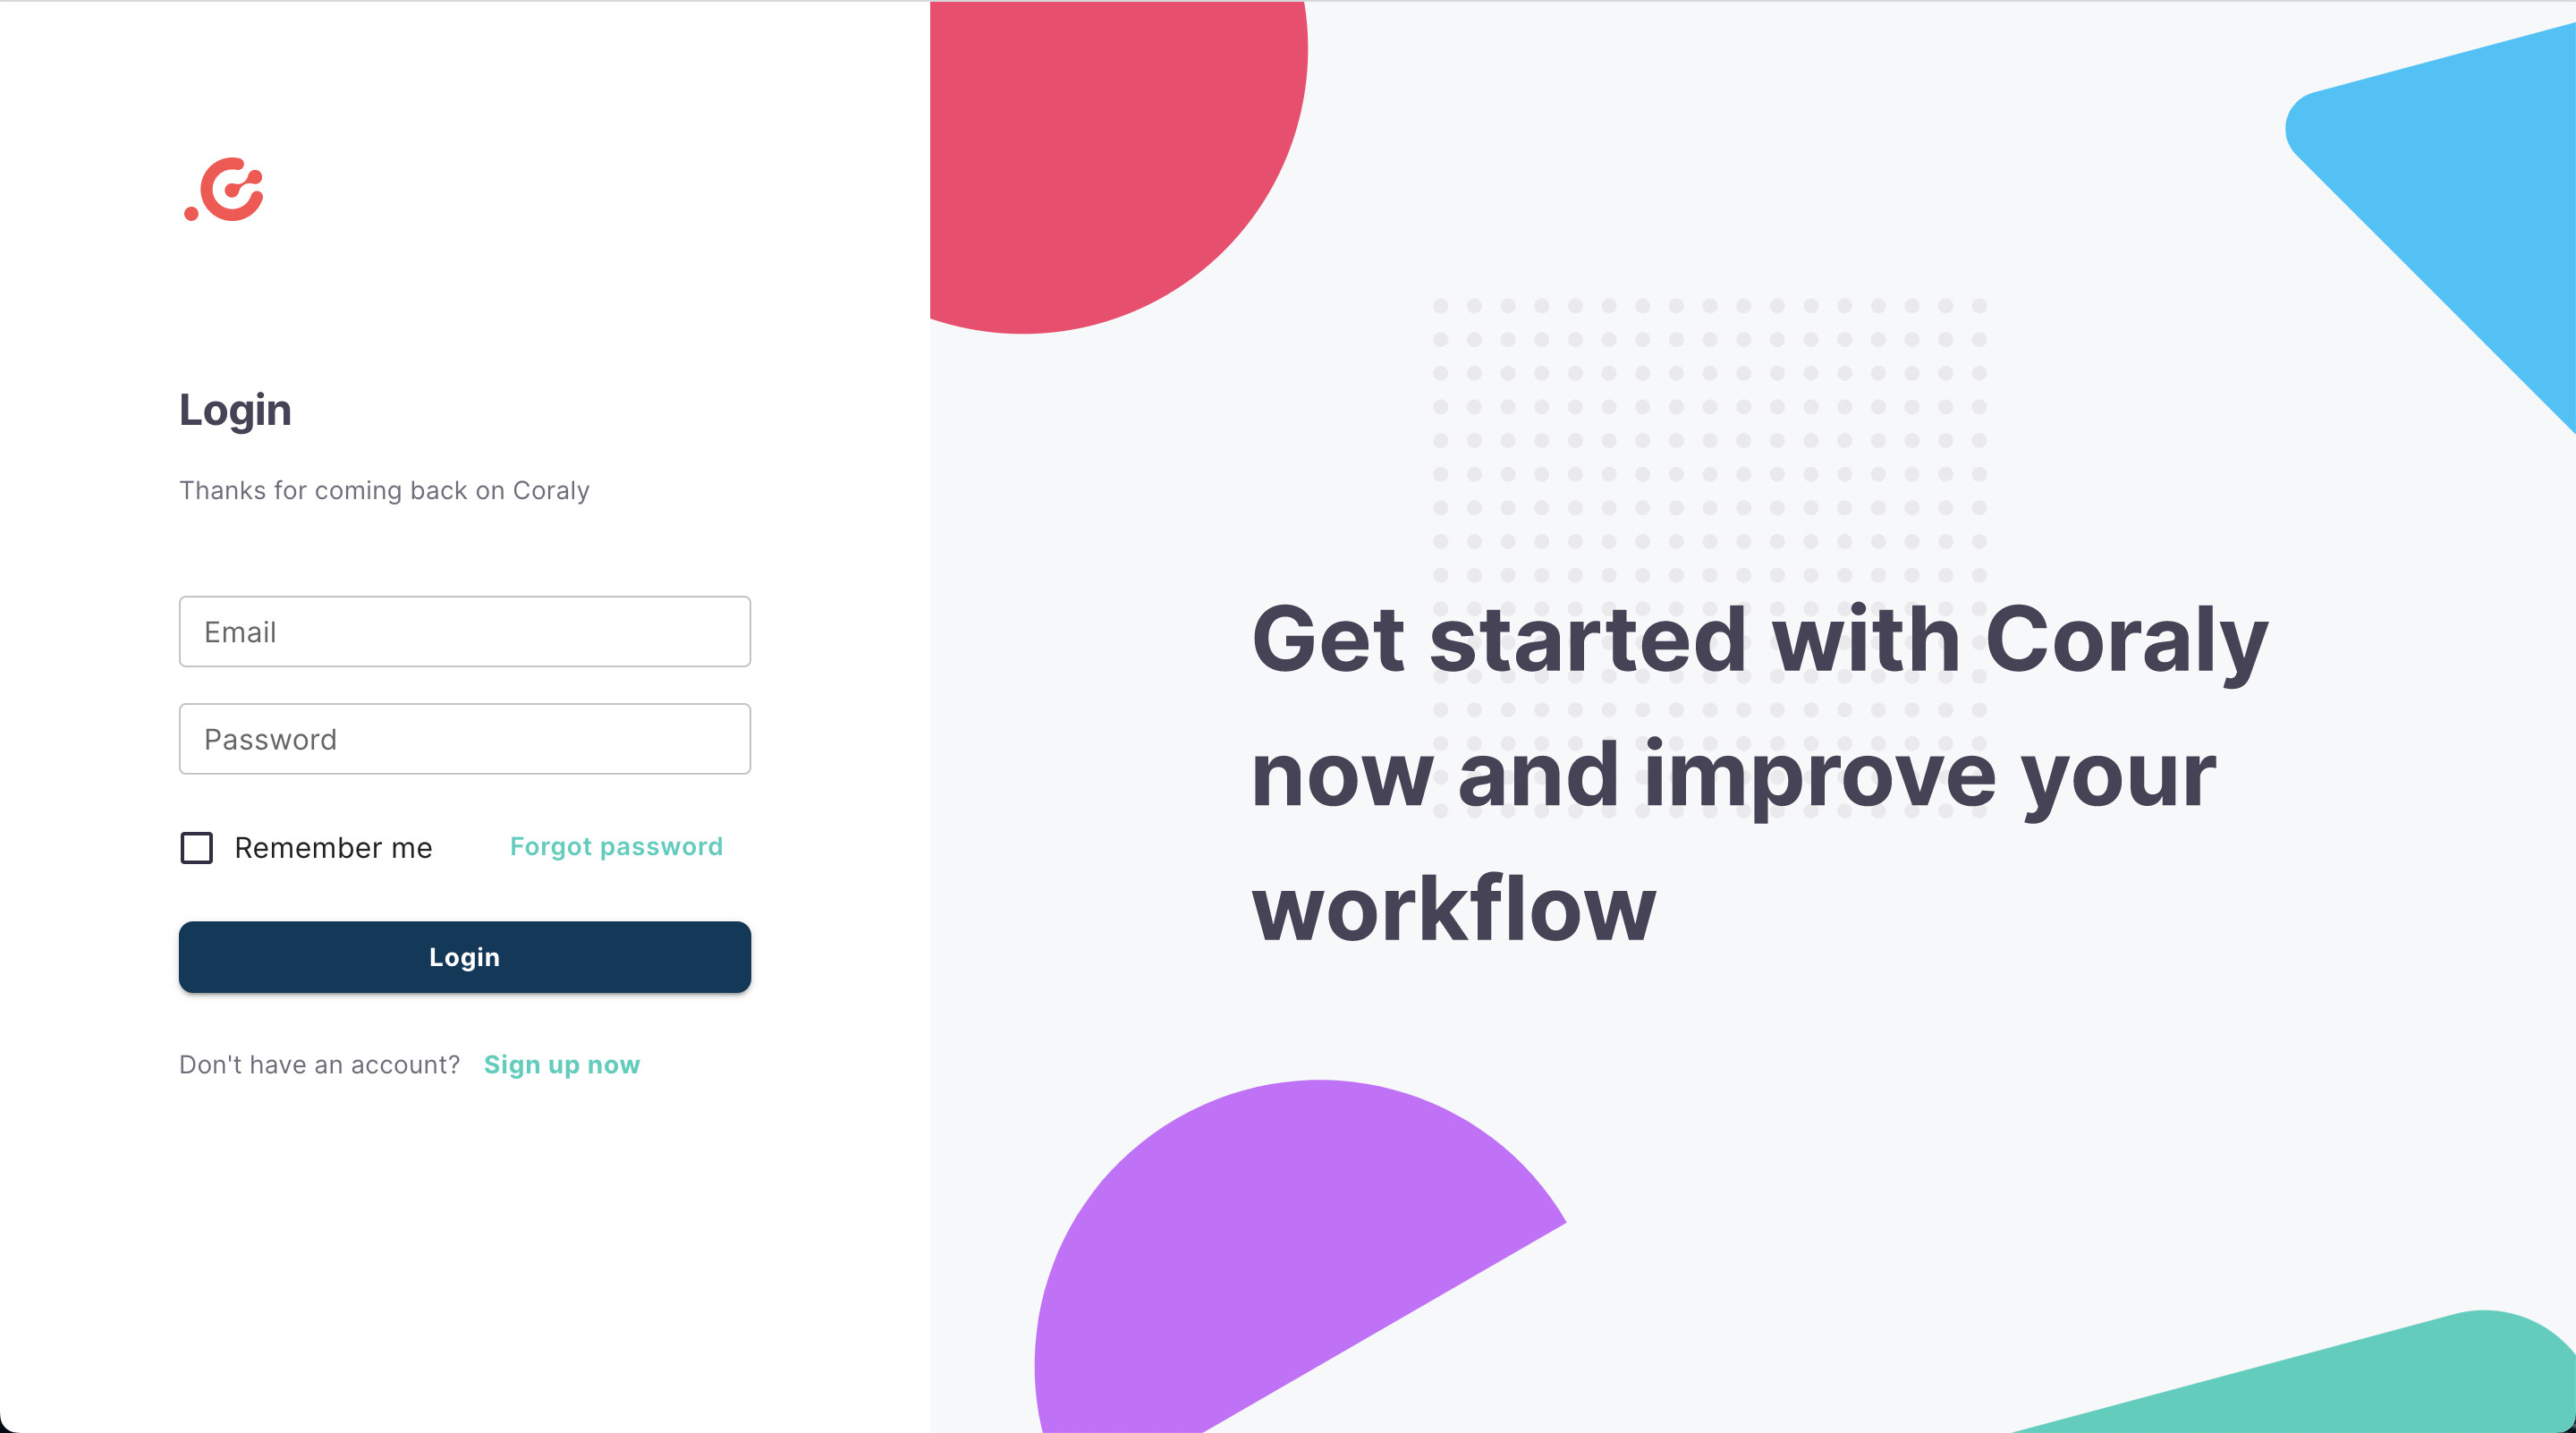 Login
Thanks for coming back on Coraly
Email
Password
Remember me
Forgot password
Login
Don't have an account? Sign up now
Get started with Coraly
now and improve your
workflow